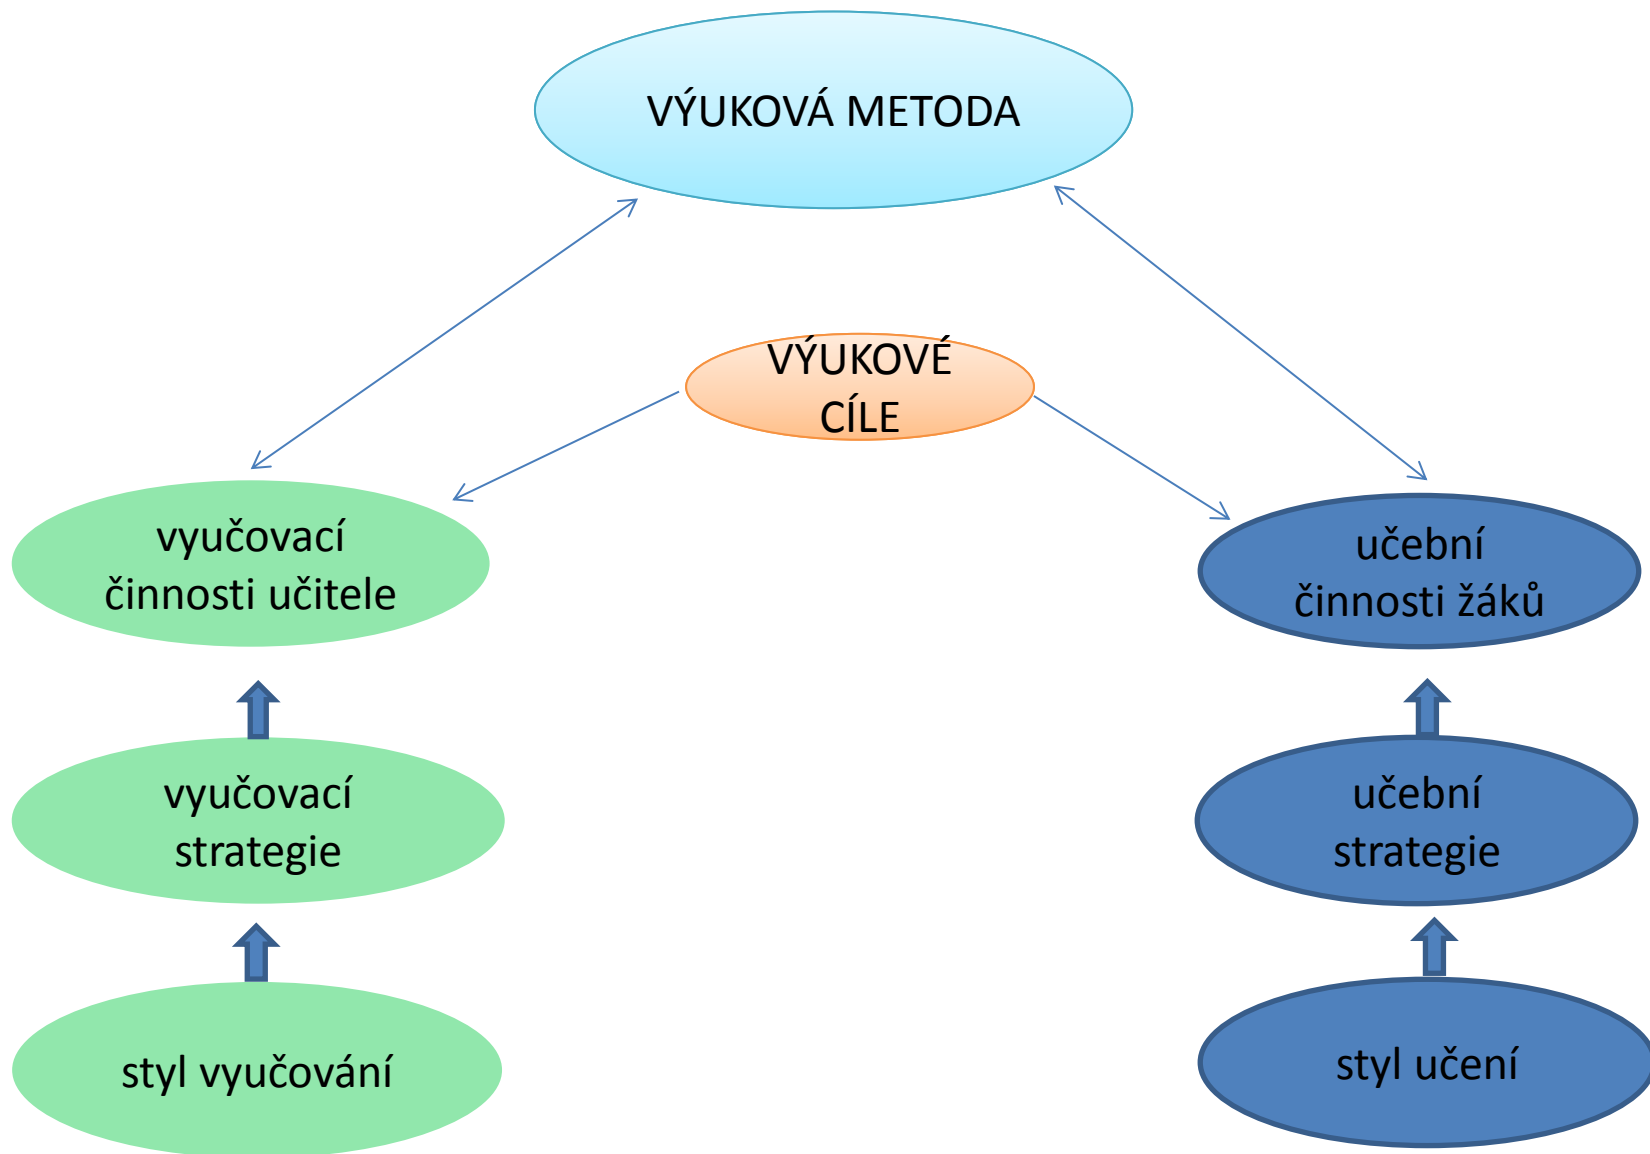 VÝUKOVÁ METODA
VÝUKOVÉ
CÍLE
vyučovací
činnosti učitele
učební
činnosti žáků
vyučovací
strategie
učební
strategie
styl vyučování
styl učení